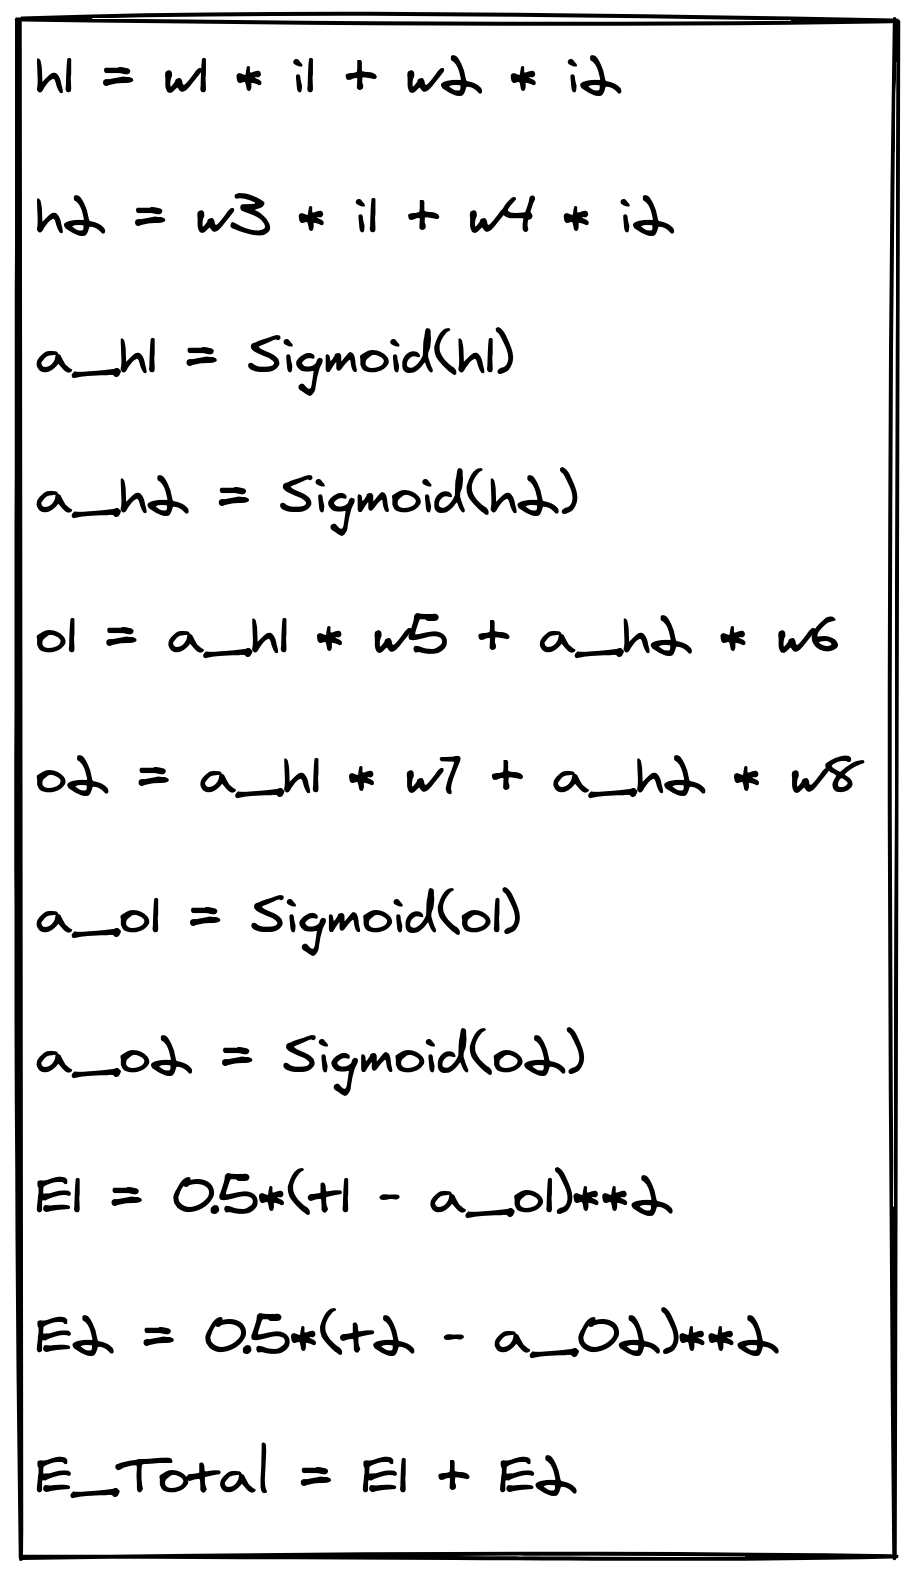 h1 = w1 * i1 + w2 * i2
h2 = w3 * i1 + w4 * i2
a_h1 = Sigmoid(h1)
a_h2 = Sigmoid(h2)
o1 = a_h1 * w5 + a_h2 * w6
o2 = a_h1 * w7 + a_h2 * w8
a_o1 = Sigmoid(o1)
a_o2 = Sigmoid(o2)
E1 = 0.5*(t1 - a_o1)**2
E2 = 0.5*(t2 - a_O2)**2
E_Total = E1 + E2